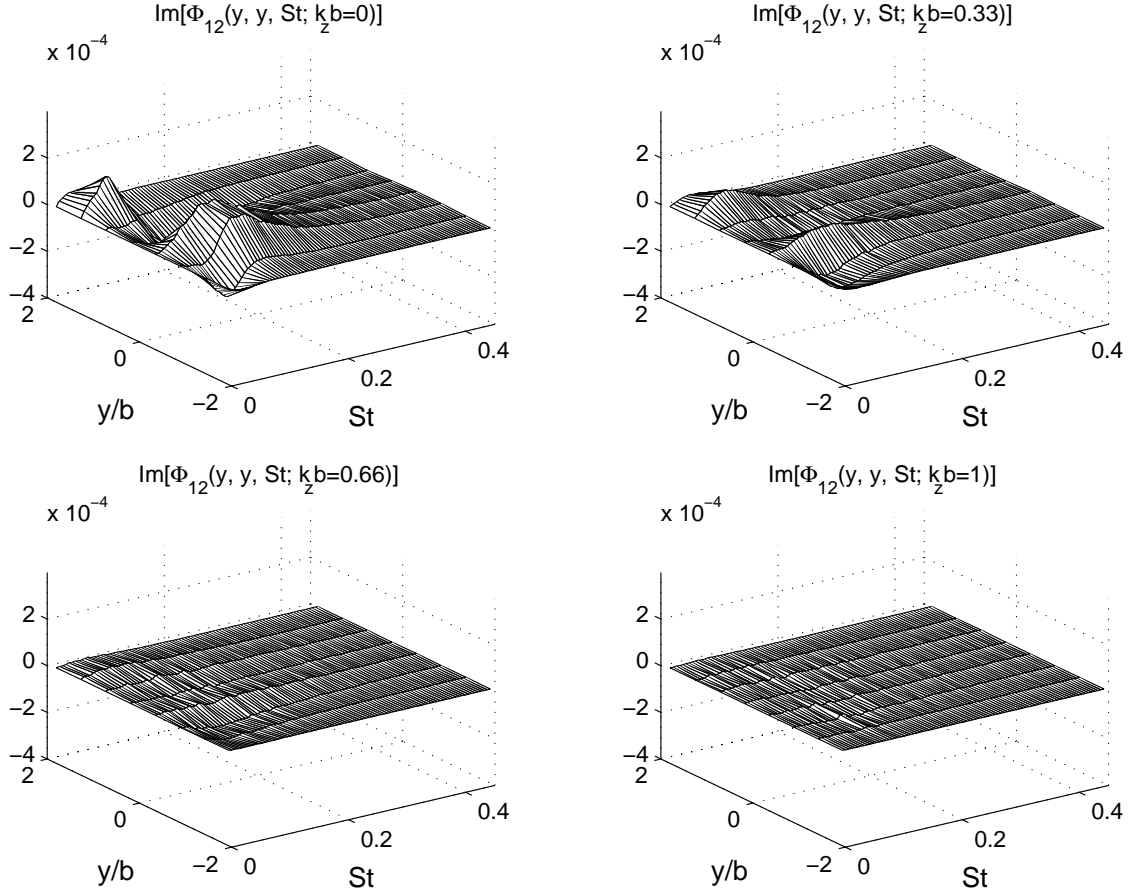 Im[Φ12(y, y, St; kzb=0)]
x 10−4
2
0
−2
−4
2
0
−2
y/b
0
0.2
0.4
St
Im[Φ12(y, y, St; kzb=0.33)]
x 10−4
2
0
−2
−4
2
0
−2
y/b
0
0.2
0.4
St
Im[Φ12(y, y, St; kzb=0.66)]
x 10−4
2
0
−2
−4
2
0
−2
y/b
0
0.2
0.4
St
Im[Φ12(y, y, St; kzb=1)]
x 10−4
2
0
−2
−4
2
0
−2
y/b
0
0.2
0.4
St